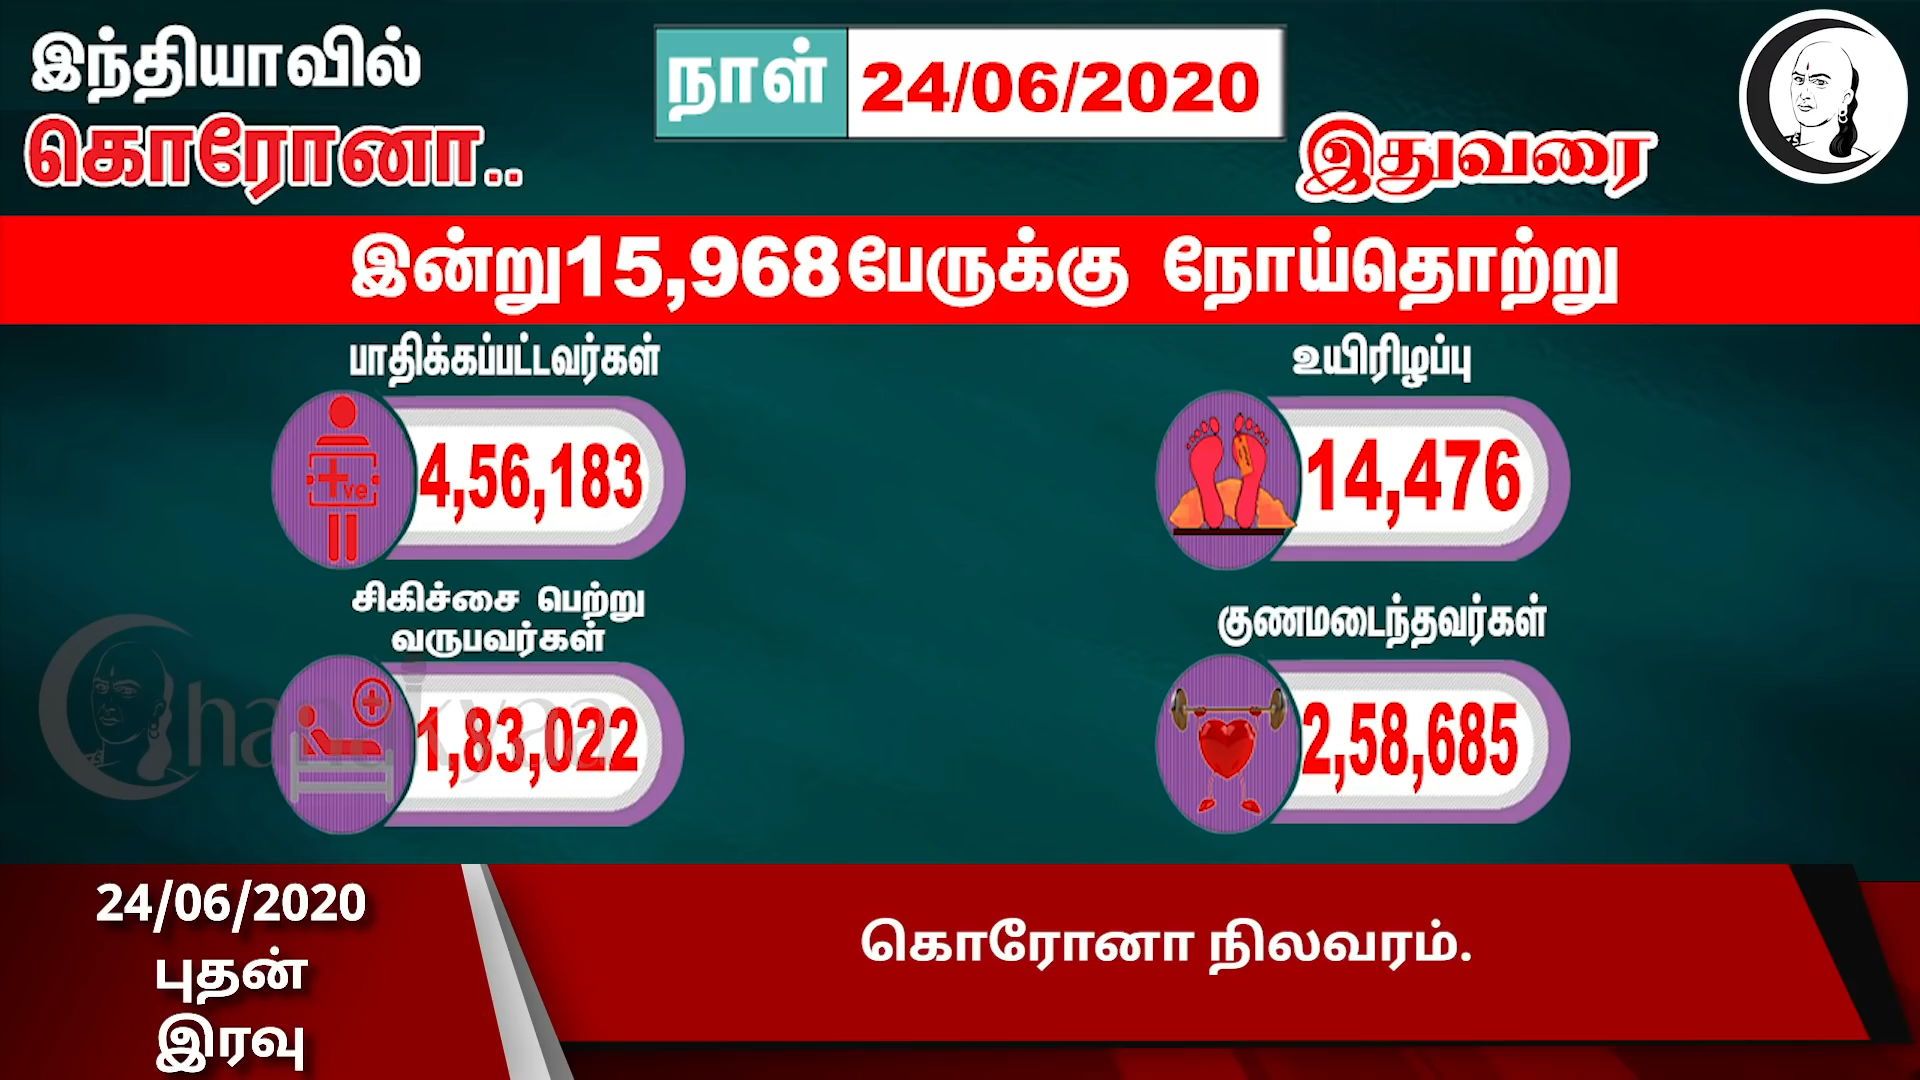 இந்தியாவில்
கொரோனா..
நாள் 24/06/2020
இதுவரை
இன்று 15,968 பேருக்கு நோய்தொற்று
பாதிக்கப்பட்டவர்கள்
+ve
4,56,183
உயிரிழப்பு
14,476
சிகிச்சை பெற்று
வருபவர்கள்
1,83,022
குணமடைந்தவர்கள்
2,58,685
Chanakyaa
24/06/2020
புதன்
இரவு
கொரோனா நிலவரம்.